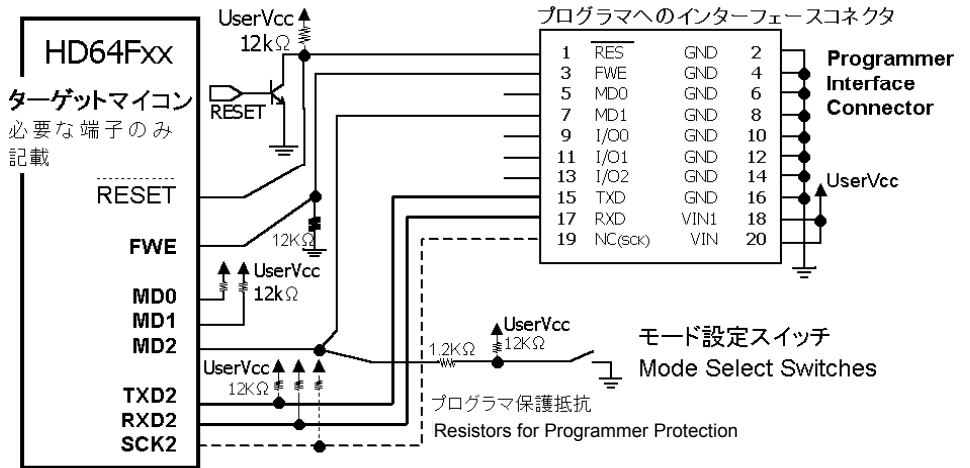 HD64Fxx
ターゲットマイコン
必要な端子のみ
記載
RESET
FWE
MD0
MD1
MD2
TXD2
RXD2
SCK2
UserVcc
12kΩ
RESET
12KΩ
UserVcc
12kΩ
UserVcc
12KΩ
プログラマへのインターフェースコネクタ
1 RES GND 2
3 FWE GND 4
5 MD0 GND 6
7 MD1 GND 8
9 I/O0 GND 10
11 I/O1 GND 12
13 I/O2 GND 14
15 TXD GND 16
17 RXD VIN1 18
19 NC(SCK) VIN 20
Programmer
Interface
Connector
UserVcc
1.2KΩ
UserVcc
12KΩ
モード設定スイッチ
Mode Select Switches
プログラマ保護抵抗
Resistors for Programmer Protection